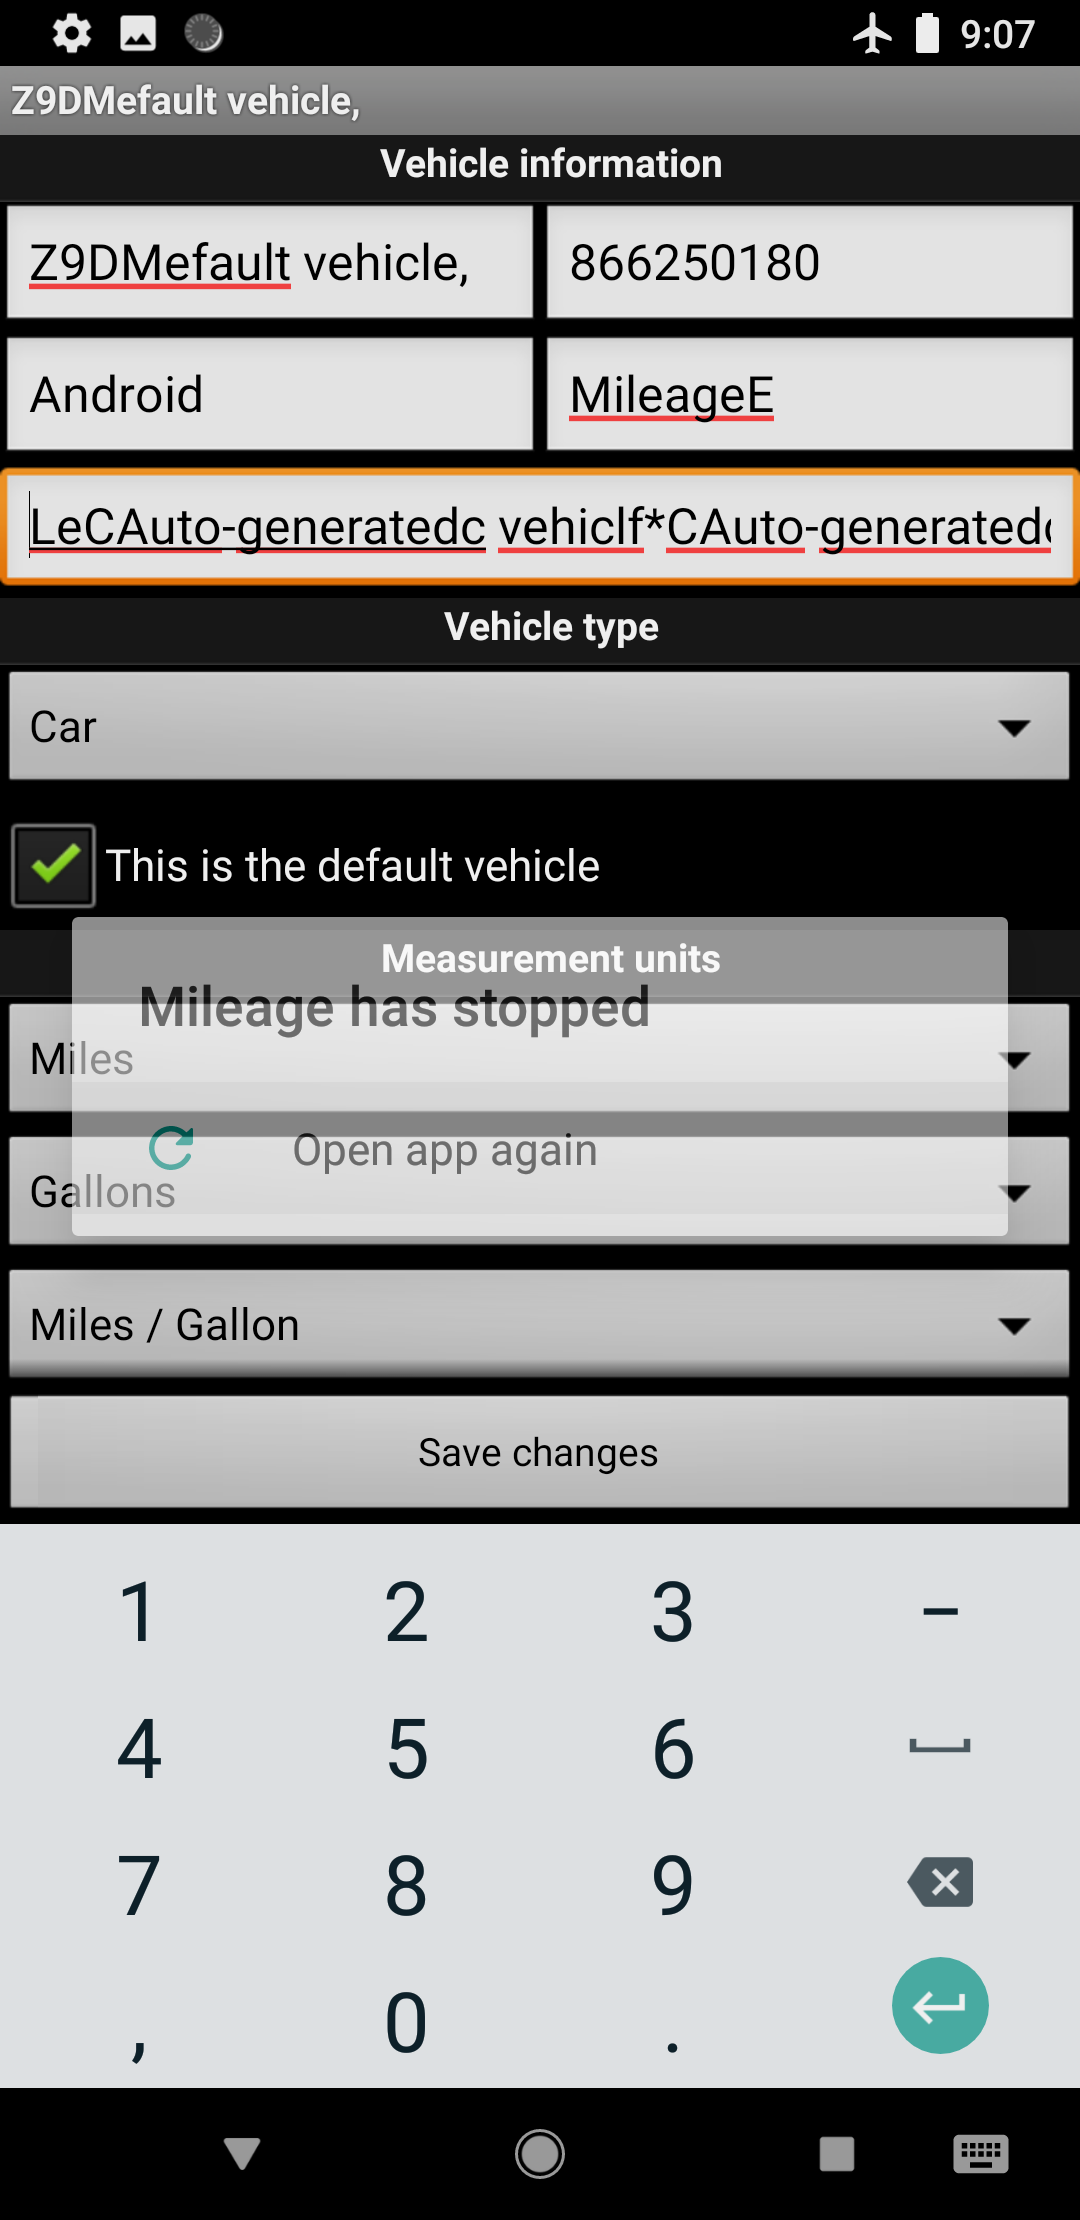 9:07
Z9DMefault vehicle,
Vehicle information
Z9DMefault vehicle,
866250180
Android
MileageE
LeCAuto-generatedc vehiclf*CAuto-generatedc
Vehicle type
Car
This is the default vehicle
Measurement units
Mileage has stopped
Miles
Open app again
Gallons
Miles / Gallon
Save changes
1 2 3 –
4 5 6
7 8 9
, 0 .